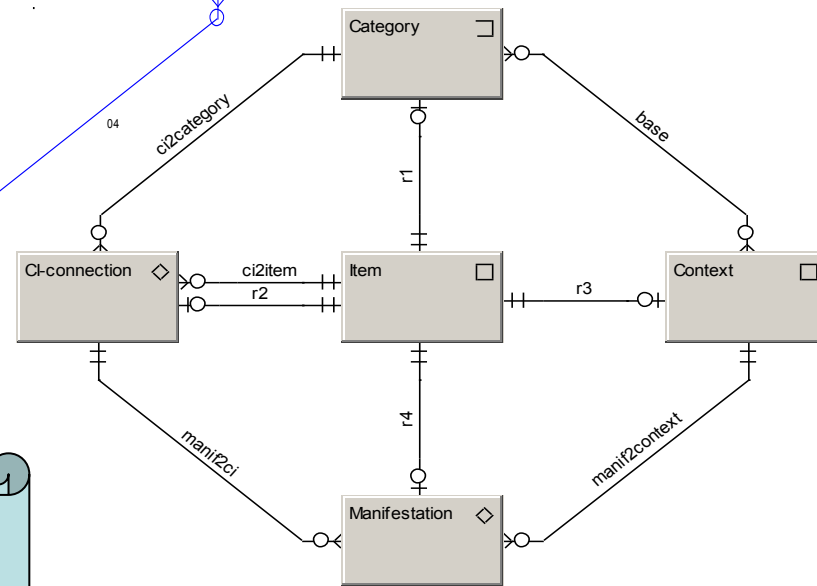 Category
04
ci2category
base
r1
CI-connection
ci2item
Item
Context
r2
r3
r4
manif2ci
manif2context
Manifestation